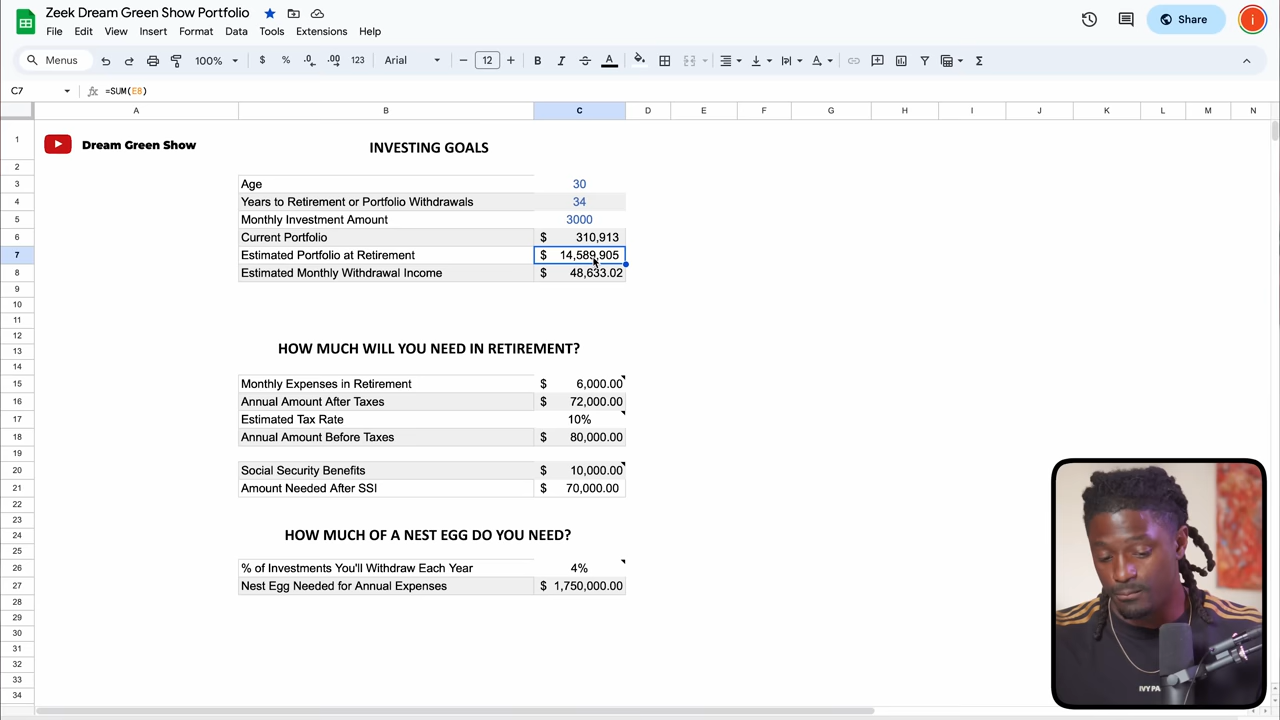 Zeek Dream Green Show Portfolio
File Edit View Insert Format Data Tools Extensions Help
Share
i
Menus 100% $ % .0 .00 123 Arial 12 B I S A
C7 fx =SUM(E8)
A B C D E F G H I J K L M N
1 Dream Green Show INVESTING GOALS
2
3 Age 30
4 Years to Retirement or Portfolio Withdrawals 34
5 Monthly Investment Amount 3000
6 Current Portfolio $ 310,913
7 Estimated Portfolio at Retirement $ 14,589,905
8 Estimated Monthly Withdrawal Income $ 48,633.02
9
10
11
12
13 HOW MUCH WILL YOU NEED IN RETIREMENT?
14
15 Monthly Expenses in Retirement $ 6,000.00
16 Annual Amount After Taxes $ 72,000.00
17 Estimated Tax Rate 10%
18 Annual Amount Before Taxes $ 80,000.00
19
20 Social Security Benefits $ 10,000.00
21 Amount Needed After SSI $ 70,000.00
22
23
24 HOW MUCH OF A NEST EGG DO YOU NEED?
25
26 % of Investments You'll Withdraw Each Year 4%
27 Nest Egg Needed for Annual Expenses $ 1,750,000.00
28
29
30
31
32
33
34
IVY PA